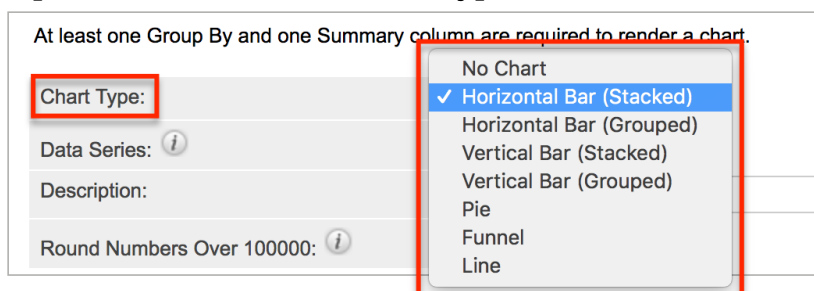 At least one Group By and one Summary column are required to render a chart.
Chart Type:
No Chart
✓ Horizontal Bar (Stacked)
Horizontal Bar (Grouped)
Vertical Bar (Stacked)
Vertical Bar (Grouped)
Pie
Funnel
Line
Data Series: i
Description:
Round Numbers Over 100000: i